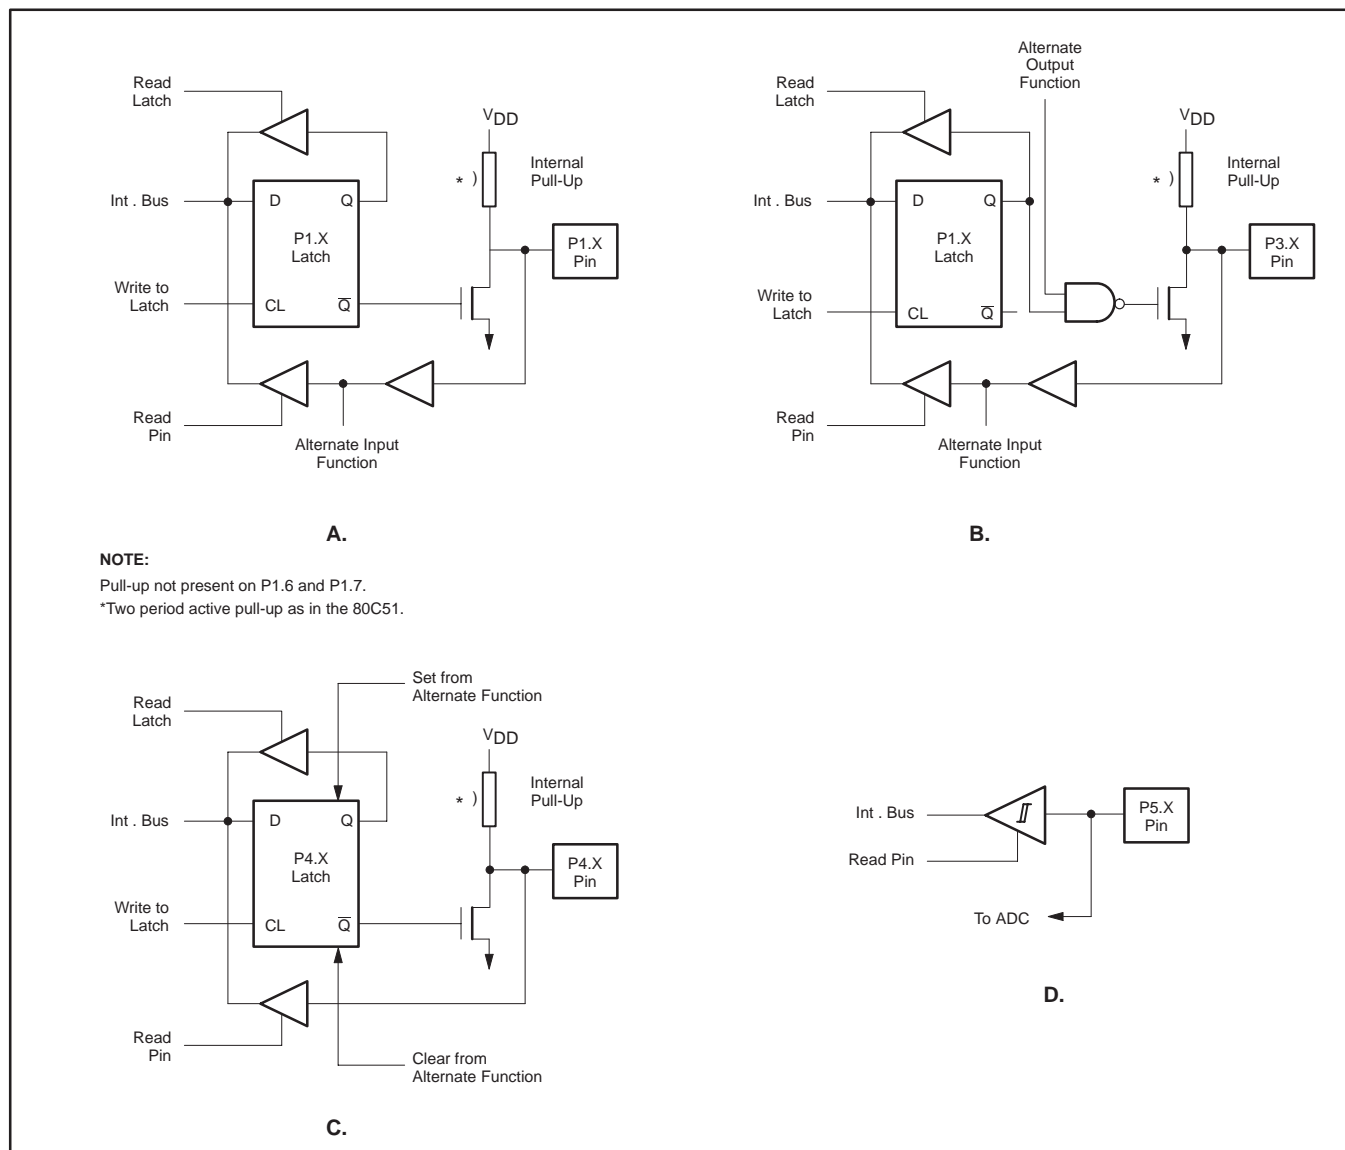 Read
Latch
VDD
* )
Internal
Pull-Up
Int . Bus
D
Q
P1.X
Latch
P1.X
Pin
Write to
Latch
CL
Q̅
Read
Pin
Alternate Input
Function
A.
Alternate
Output
Function
Read
Latch
VDD
* )
Internal
Pull-Up
Int . Bus
D
Q
P1.X
Latch
P3.X
Pin
Write to
Latch
CL
Q̅
Read
Pin
Alternate Input
Function
B.
NOTE:
Pull-up not present on P1.6 and P1.7.
*Two period active pull-up as in the 80C51.
Set from
Alternate Function
Read
Latch
VDD
* )
Internal
Pull-Up
Int . Bus
D
Q
P4.X
Latch
P4.X
Pin
Write to
Latch
CL
Q̅
Read
Pin
Clear from
Alternate Function
C.
Int . Bus
P5.X
Pin
Read Pin
To ADC
D.